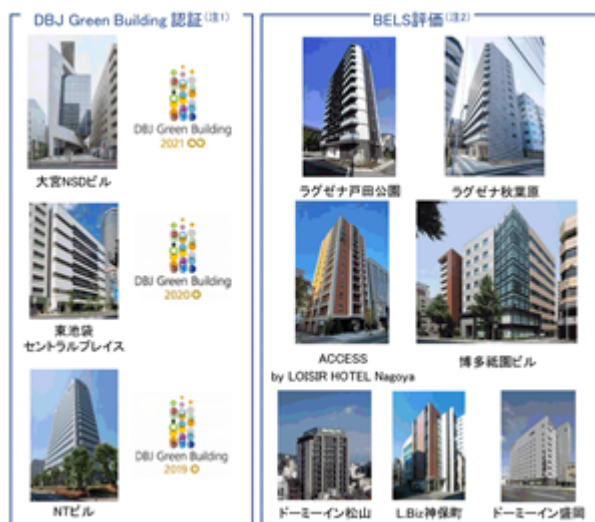 DBJ Green Building 認証(注1)
DBJ Green Building
2021
大宮NSDビル
DBJ Green Building
2020
東池袋
セントラルプレイス
DBJ Green Building
2019
NTビル
BELS評価(注2)
ラグゼナ戸田公園
ラグゼナ秋葉原
ACCESS
by LOISIR HOTEL Nagoya
博多祇園ビル
ドーミーイン松山
L.Biz神保町
ドーミーイン盛岡